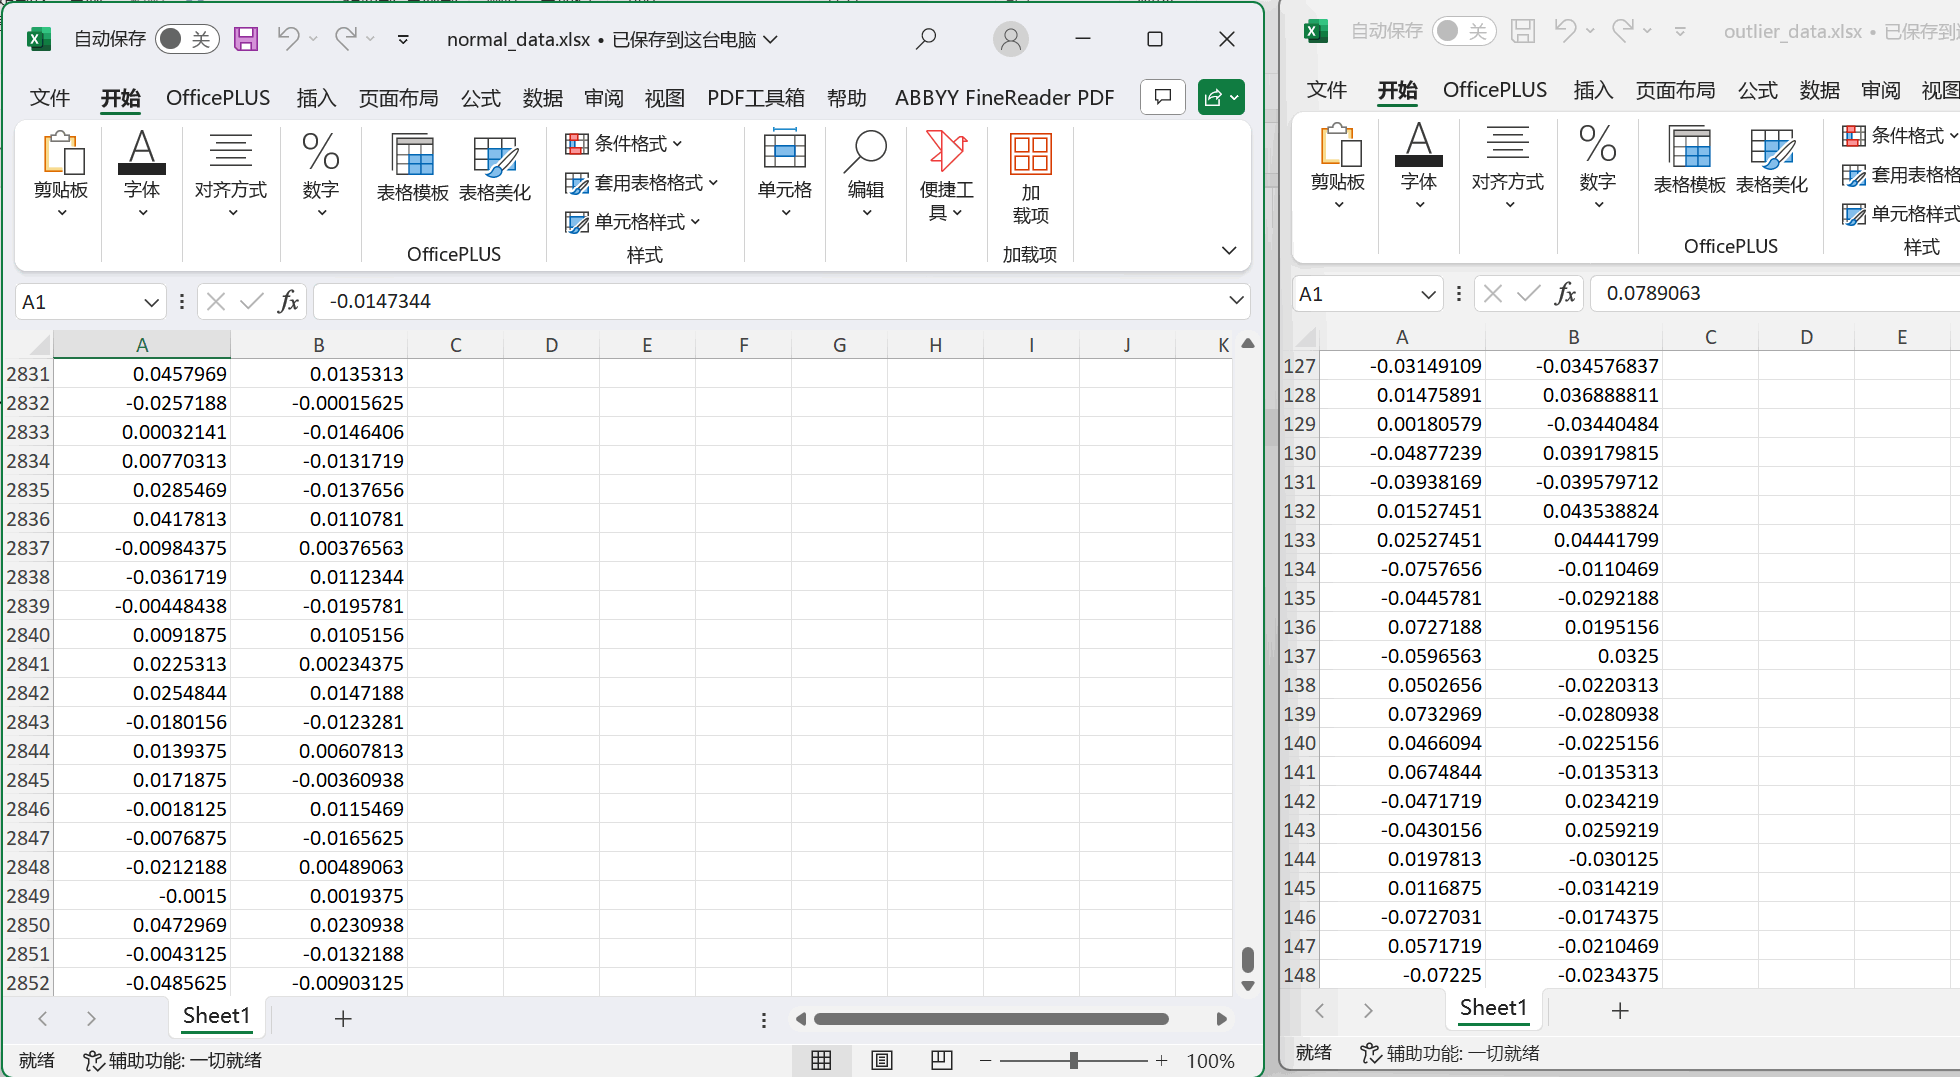 自动保存 关 normal_data.xlsx • 已保存到这台电脑
文件 开始 OfficePLUS 插入 页面布局 公式 数据 审阅 视图 PDF工具箱 帮助 ABBYY FineReader PDF
剪贴板 字体 对齐方式 数字 表格模板 表格美化 条件格式 套用表格格式 单元格样式 单元格 编辑 便捷工具 加载项
OfficePLUS 样式 加载项
A1 fx -0.0147344
A B C D E F G H I J K
2831 0.0457969 0.0135313
2832 -0.0257188 -0.00015625
2833 0.00032141 -0.0146406
2834 0.00770313 -0.0131719
2835 0.0285469 -0.0137656
2836 0.0417813 0.0110781
2837 -0.00984375 0.00376563
2838 -0.0361719 0.0112344
2839 -0.00448438 -0.0195781
2840 0.0091875 0.0105156
2841 0.0225313 0.00234375
2842 0.0254844 0.0147188
2843 -0.0180156 -0.0123281
2844 0.0139375 0.00607813
2845 0.0171875 -0.00360938
2846 -0.0018125 0.0115469
2847 -0.0076875 -0.0165625
2848 -0.0212188 0.00489063
2849 -0.0015 0.0019375
2850 0.0472969 0.0230938
2851 -0.0043125 -0.0132188
2852 -0.0485625 -0.00903125
Sheet1
就绪 辅助功能: 一切就绪 100%
自动保存 关 outlier_data.xlsx • 已保存到
文件 开始 OfficePLUS 插入 页面布局 公式 数据 审阅 视图
剪贴板 字体 对齐方式 数字 表格模板 表格美化 条件格式 套用表格格 单元格样式
OfficePLUS 样式
A1 fx 0.0789063
A B C D E
127 -0.03149109 -0.034576837
128 0.01475891 0.036888811
129 0.00180579 -0.03440484
130 -0.04877239 0.039179815
131 -0.03938169 -0.039579712
132 0.01527451 0.043538824
133 0.02527451 0.04441799
134 -0.0757656 -0.0110469
135 -0.0445781 -0.0292188
136 0.0727188 0.0195156
137 -0.0596563 0.0325
138 0.0502656 -0.0220313
139 0.0732969 -0.0280938
140 0.0466094 -0.0225156
141 0.0674844 -0.0135313
142 -0.0471719 0.0234219
143 -0.0430156 0.0259219
144 0.0197813 -0.030125
145 0.0116875 -0.0314219
146 -0.0727031 -0.0174375
147 0.0571719 -0.0210469
148 -0.07225 -0.0234375
Sheet1
就绪 辅助功能: 一切就绪